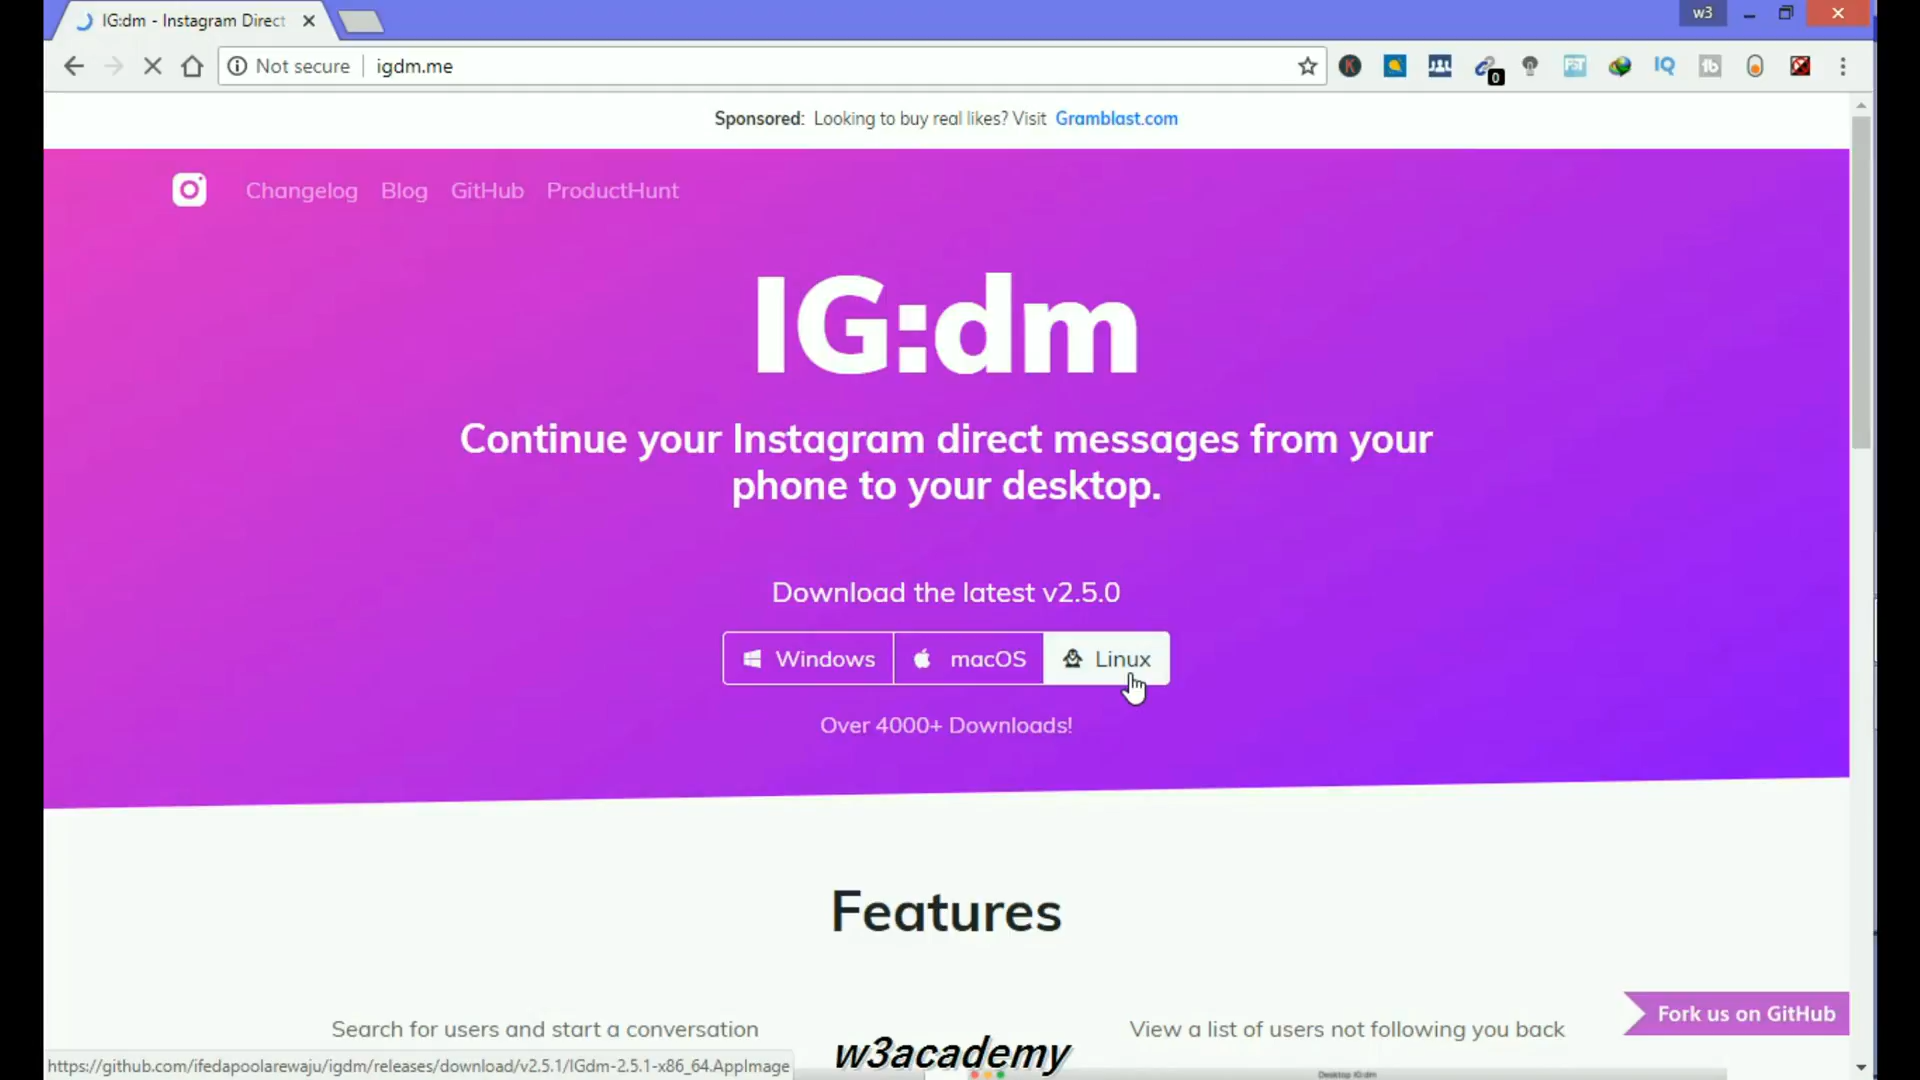 IG:dm - Instagram Direct
w3
Not secure
igdm.me
0
IQ
Sponsored: Looking to buy real likes? Visit Gramblast.com
Changelog Blog GitHub ProductHunt
IG:dm
Continue your Instagram direct messages from your
phone to your desktop.
Download the latest v2.5.0
Windows macOS Linux
Over 4000+ Downloads!
Features
Fork us on GitHub
Search for users and start a conversation
View a list of users not following you back
w3academy
https://github.com/ifedapoolarewaju/igdm/releases/download/v2.5.1/IGdm-2.5.1-x86_64.AppImage
Desktop IG:dm